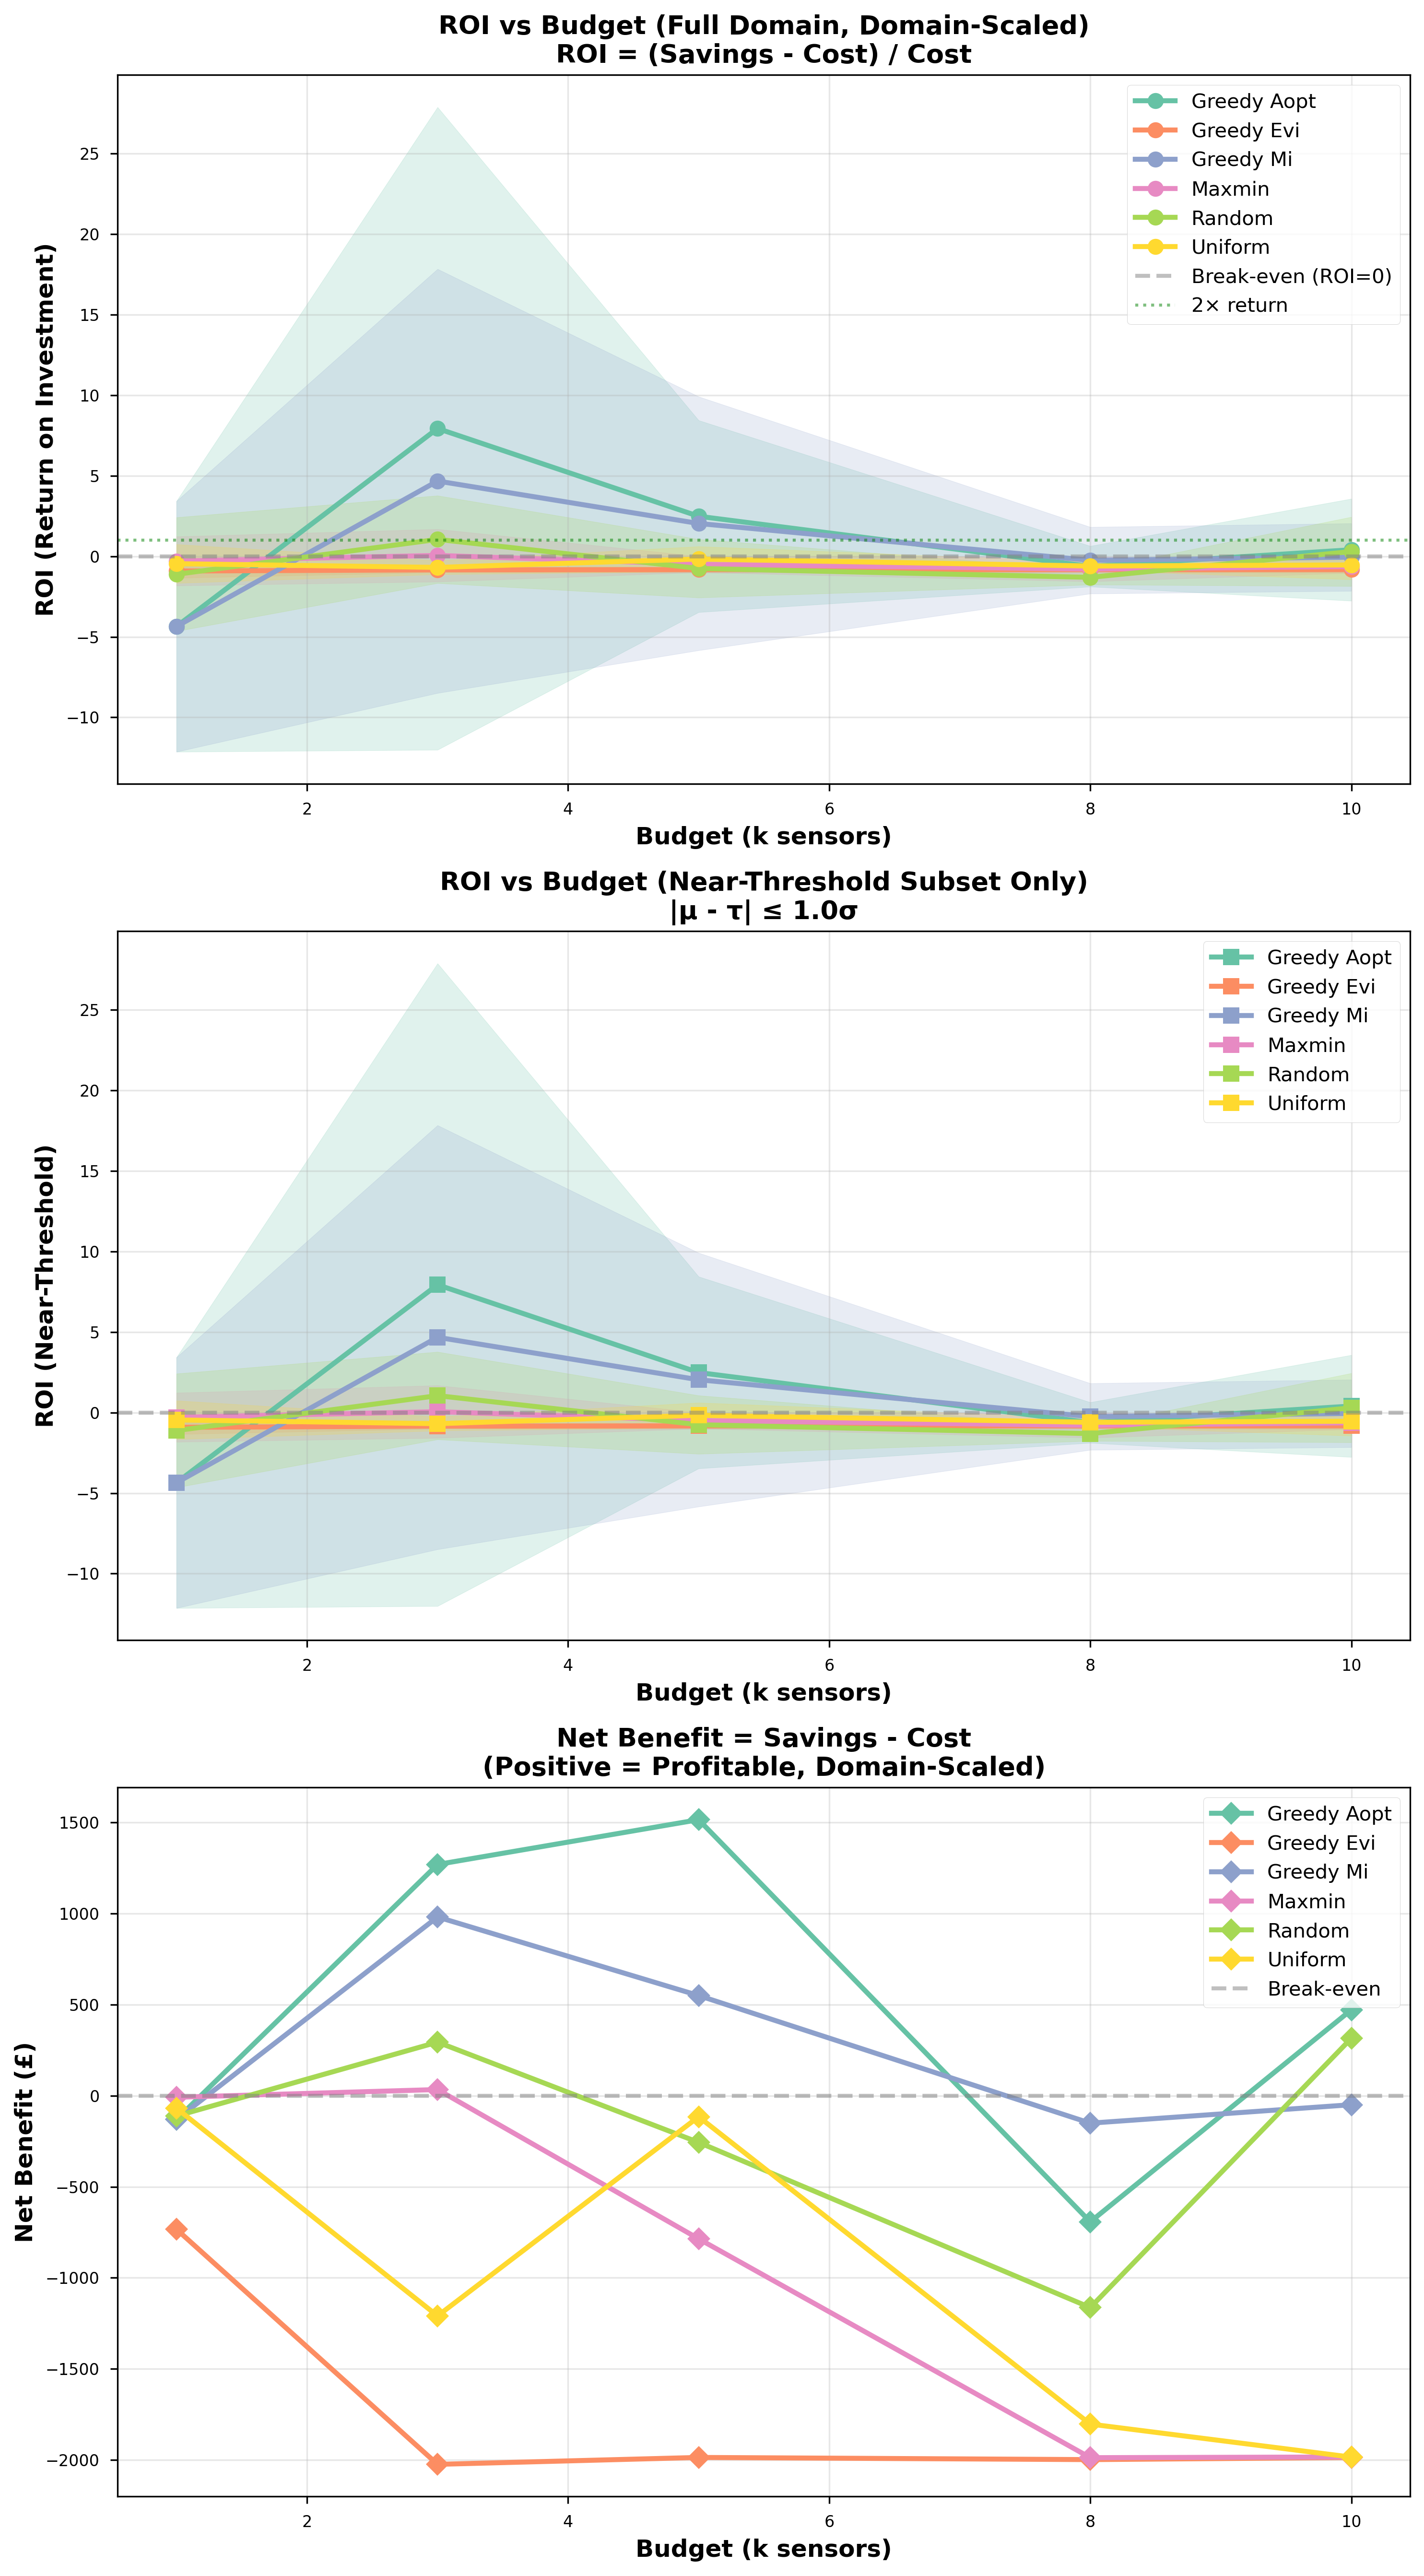 ROI vs Budget (Full Domain, Domain-Scaled)
ROI = (Savings - Cost) / Cost
ROI (Return on Investment)
25
20
15
10
5
0
−5
−10
Greedy Aopt
Greedy Evi
Greedy Mi
Maxmin
Random
Uniform
Break-even (ROI=0)
2× return
2
4
6
8
10
Budget (k sensors)
ROI vs Budget (Near-Threshold Subset Only)
|μ - τ| ≤ 1.0σ
ROI (Near-Threshold)
25
20
15
10
5
0
−5
−10
Greedy Aopt
Greedy Evi
Greedy Mi
Maxmin
Random
Uniform
2
4
6
8
10
Budget (k sensors)
Net Benefit = Savings - Cost
(Positive = Profitable, Domain-Scaled)
Net Benefit (£)
1500
1000
500
0
−500
−1000
−1500
−2000
Greedy Aopt
Greedy Evi
Greedy Mi
Maxmin
Random
Uniform
Break-even
2
4
6
8
10
Budget (k sensors)